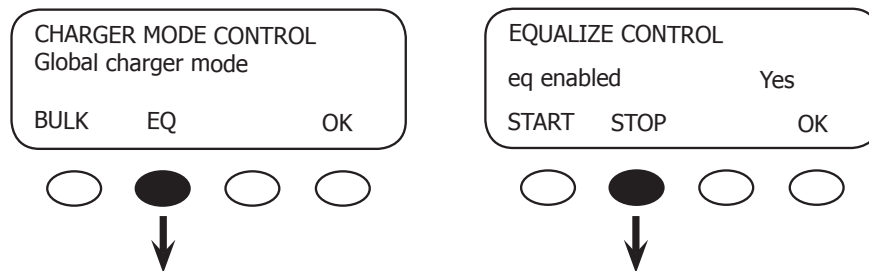 CHARGER MODE CONTROL
Global charger mode
BULK EQ OK
EQUALIZE CONTROL
eq enabled Yes
START STOP OK